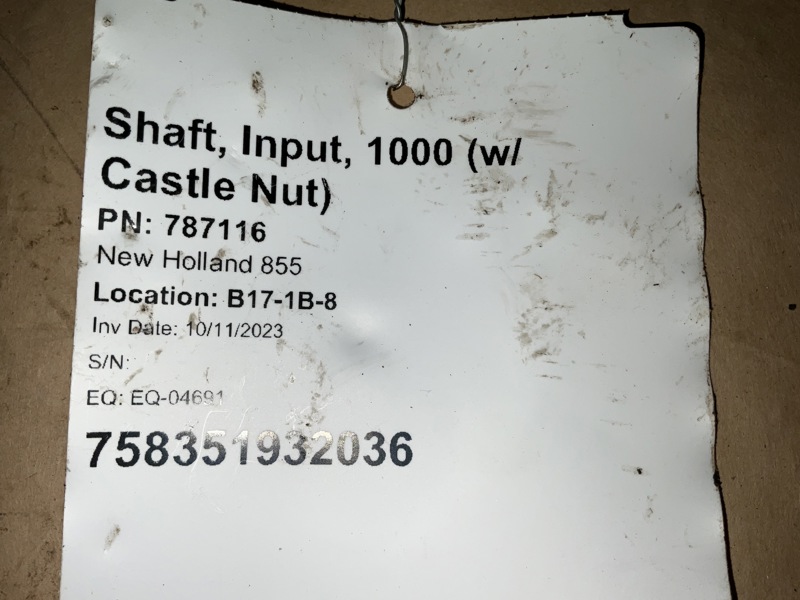 Shaft, Input, 1000 (w/
Castle Nut)
PN: 787116
New Holland 855
Location: B17-1B-8
Inv Date: 10/11/2023
S/N:
EQ: EQ-04691
758351932036